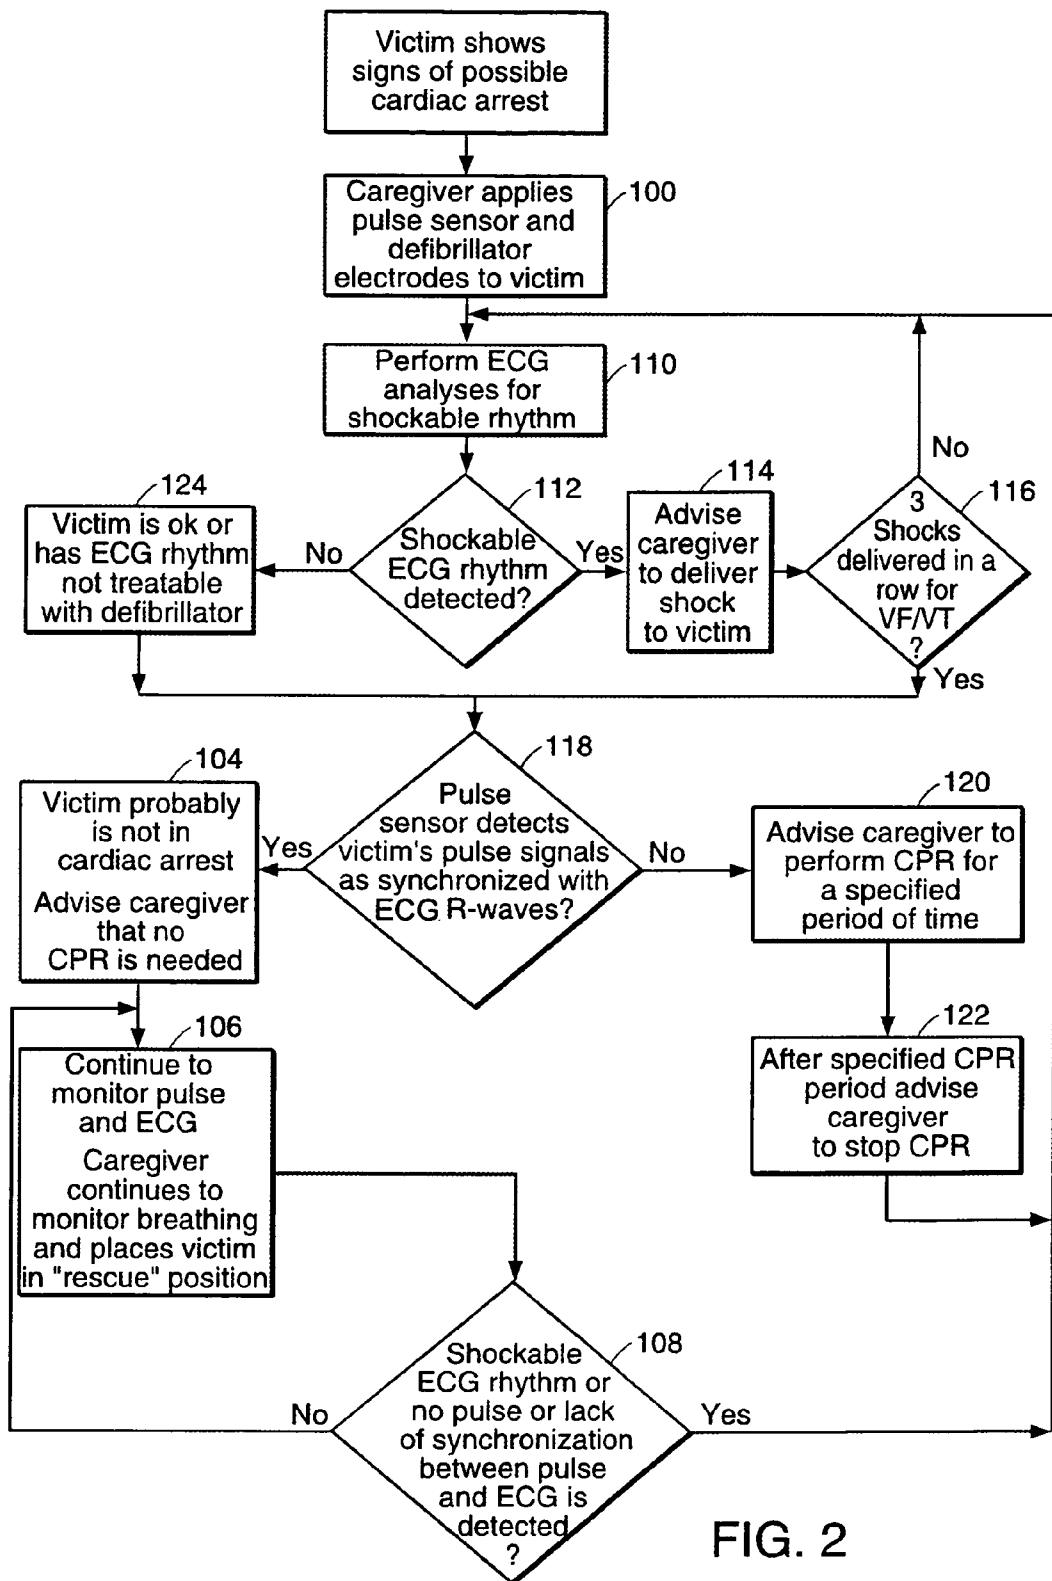 Victim shows
signs of possible
cardiac arrest
Caregiver applies
pulse sensor and
defibrillator
electrodes to victim
100
Perform ECG
analyses for
shockable rhythm
110
No
124
Victim is ok or
has ECG rhythm
not treatable
with defibrillator
No
112
Shockable
ECG rhythm
detected?
Yes
114
Advise
caregiver
to deliver
shock
to victim
116
3
Shocks
delivered in a
row for
VF/VT
?
Yes
118
Pulse
sensor detects
victim's pulse signals
as synchronized with
ECG R-waves?
104
Victim probably
is not in
cardiac arrest
Advise caregiver
that no
CPR is needed
Yes
No
120
Advise caregiver to
perform CPR for
a specified
period of time
106
Continue to
monitor pulse
and ECG
Caregiver
continues to
monitor breathing
and places victim
in "rescue" position
122
After specified CPR
period advise
caregiver
to stop CPR
108
Shockable
ECG rhythm or
no pulse or lack
of synchronization
between pulse
and ECG is
detected
?
No
Yes
FIG. 2